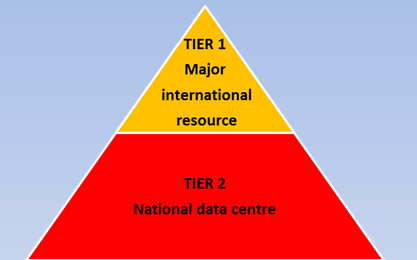 TIER 1
Major
international
resource
TIER 2
National data centre